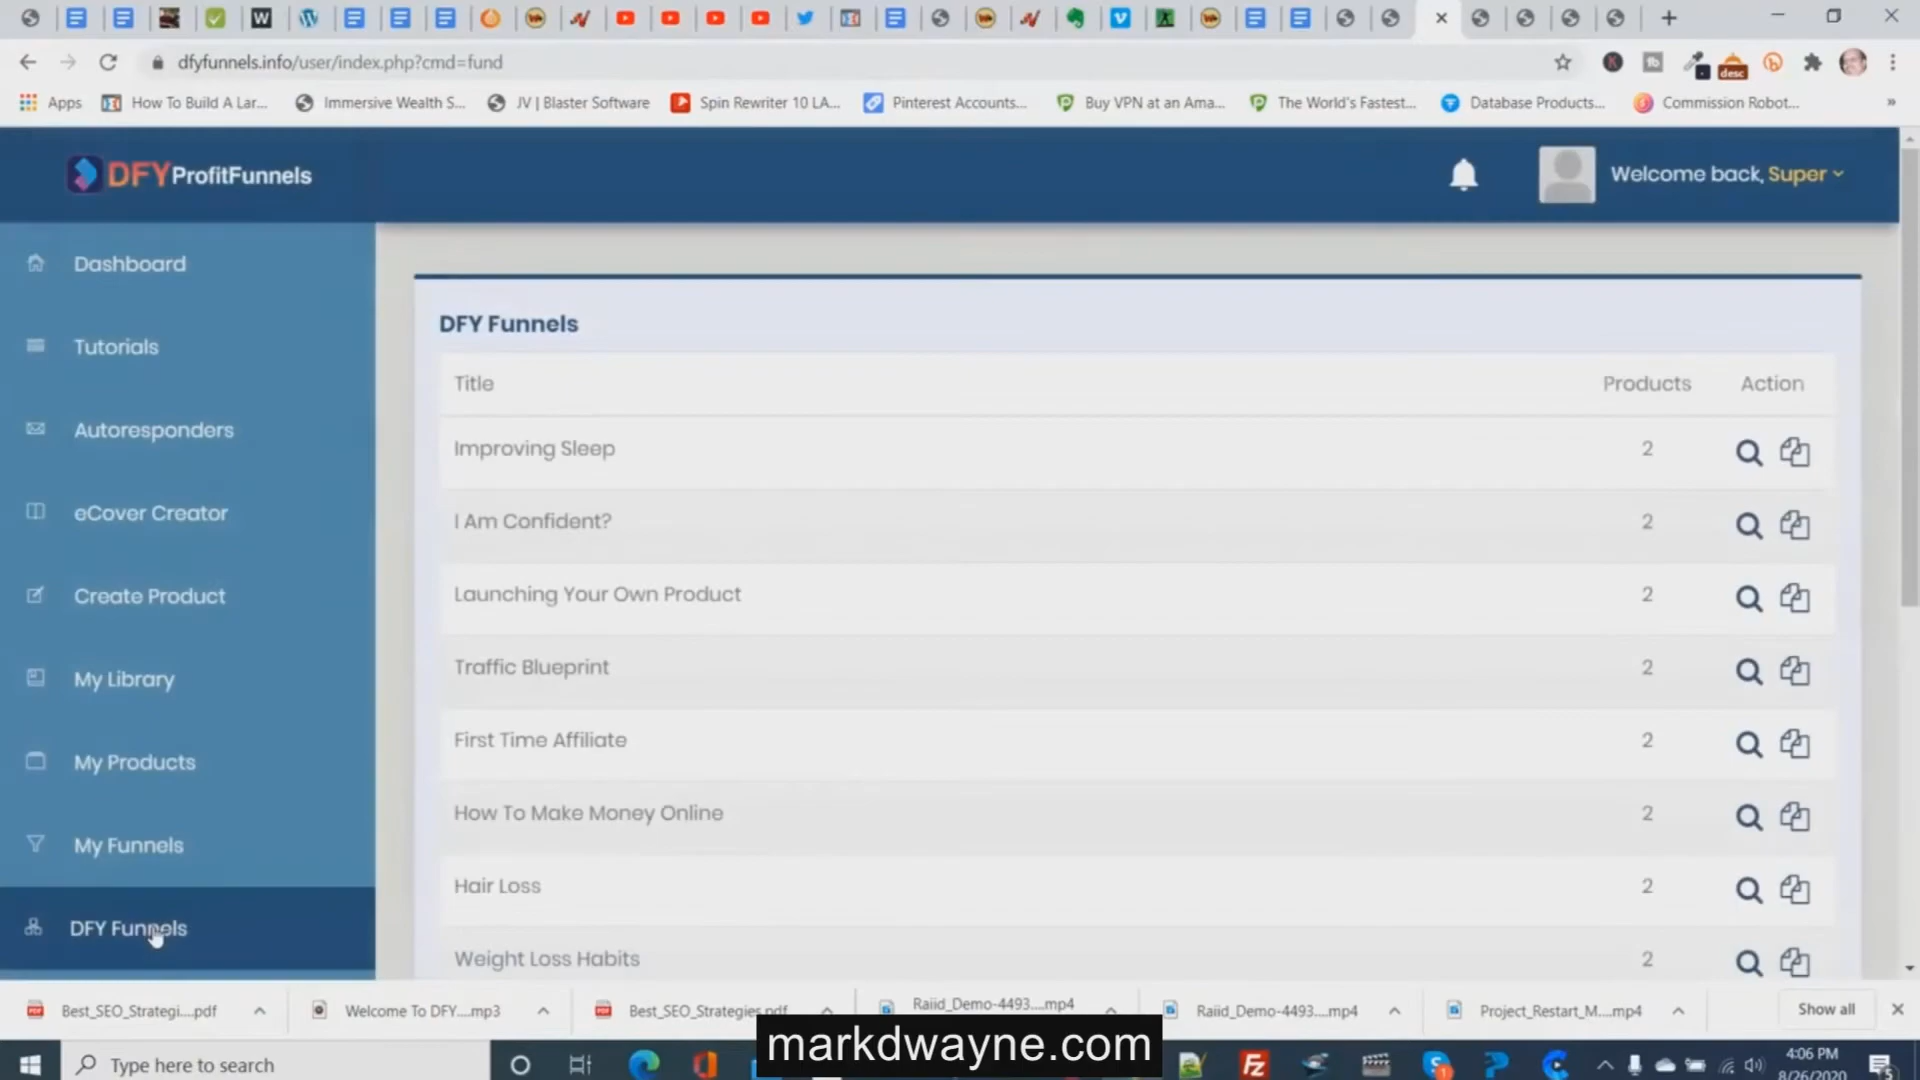 dfyfunnels.info/user/index.php?cmd=fund
desc
Apps How To Build A Lar... Immersive Wealth S... JV | Blaster Software Spin Rewriter 10 LA... Pinterest Accounts... Buy VPN at an Ama... The World's Fastest... Database Products... Commission Robot... »
DFYProfitFunnels
Welcome back, Super
Dashboard
Tutorials
Autoresponders
eCover Creator
Create Product
My Library
My Products
My Funnels
DFY Funnels
DFY Funnels
Title Products Action
Improving Sleep 2
I Am Confident? 2
Launching Your Own Product 2
Traffic Blueprint 2
First Time Affiliate 2
How To Make Money Online 2
Hair Loss 2
Weight Loss Habits 2
Best_SEO_Strategi....pdf Welcome To DFY....mp3 Best_SEO_Strategies.pdf Raiid_Demo-4493....mp4 Raiid_Demo-4493....mp4 Project_Restart_M....mp4 Show all
markdwayne.com
Type here to search
4:06 PM
8/26/2020